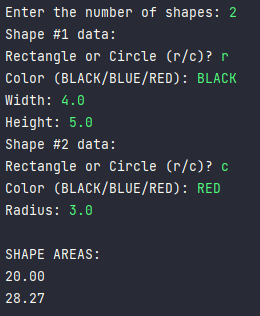 Enter the number of shapes: 2
Shape #1 data:
Rectangle or Circle (r/c)? r
Color (BLACK/BLUE/RED): BLACK
Width: 4.0
Height: 5.0
Shape #2 data:
Rectangle or Circle (r/c)? c
Color (BLACK/BLUE/RED): RED
Radius: 3.0

SHAPE AREAS:
20.00
28.27